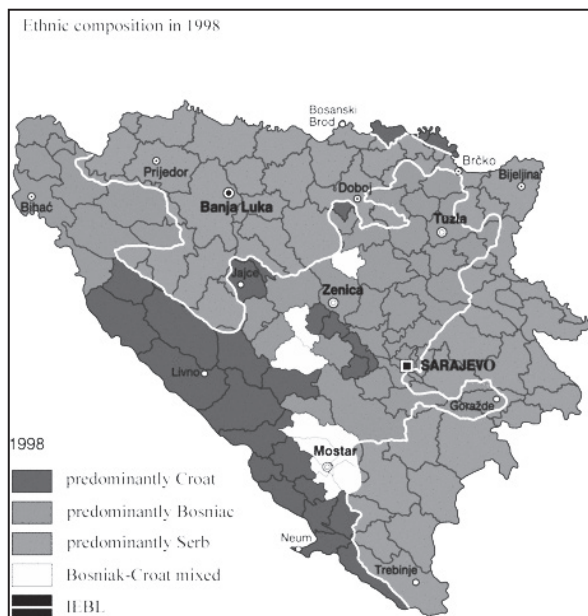 Ethnic composition in 1998
Bosanski
Brod
Brčko
Prijedor
Doboj
Bijeljina
Bihać
Banja Luka
Tuzla
Jajce
Zenica
SARAJEVO
Livno
Goražde
1998
Mostar
predominantly Croat
predominantly Bosniac
predominantly Serb
Neum
Bosniak-Croat mixed
Trebinje
IEBL